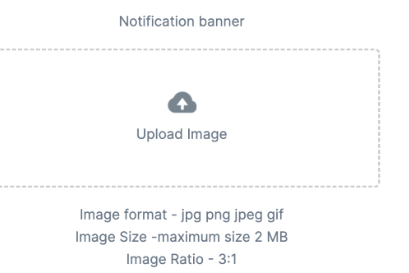 Notification banner
Upload Image
Image format - jpg png jpeg gif
Image Size -maximum size 2 MB
Image Ratio - 3:1